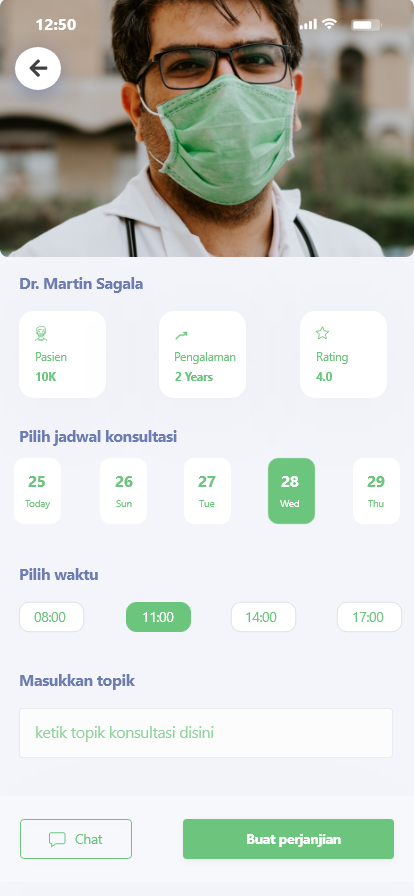 12:50
Dr. Martin Sagala
Pasien
10K
Pengalaman
2 Years
Rating
4.0
Pilih jadwal konsultasi
25
Today
26
Sun
27
Tue
28
Wed
29
Thu
Pilih waktu
08:00
11:00
14:00
17:00
Masukkan topik
ketik topik konsultasi disini
Chat
Buat perjanjian